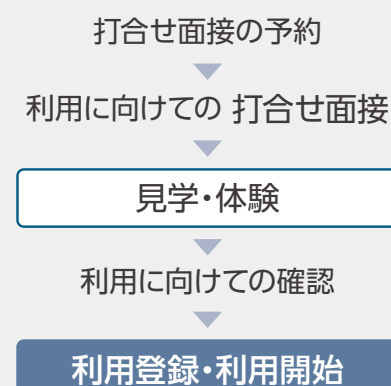 打合せ面接の予約
利用に向けての 打合せ面接
見学・体験
利用に向けての確認
利用登録・利用開始